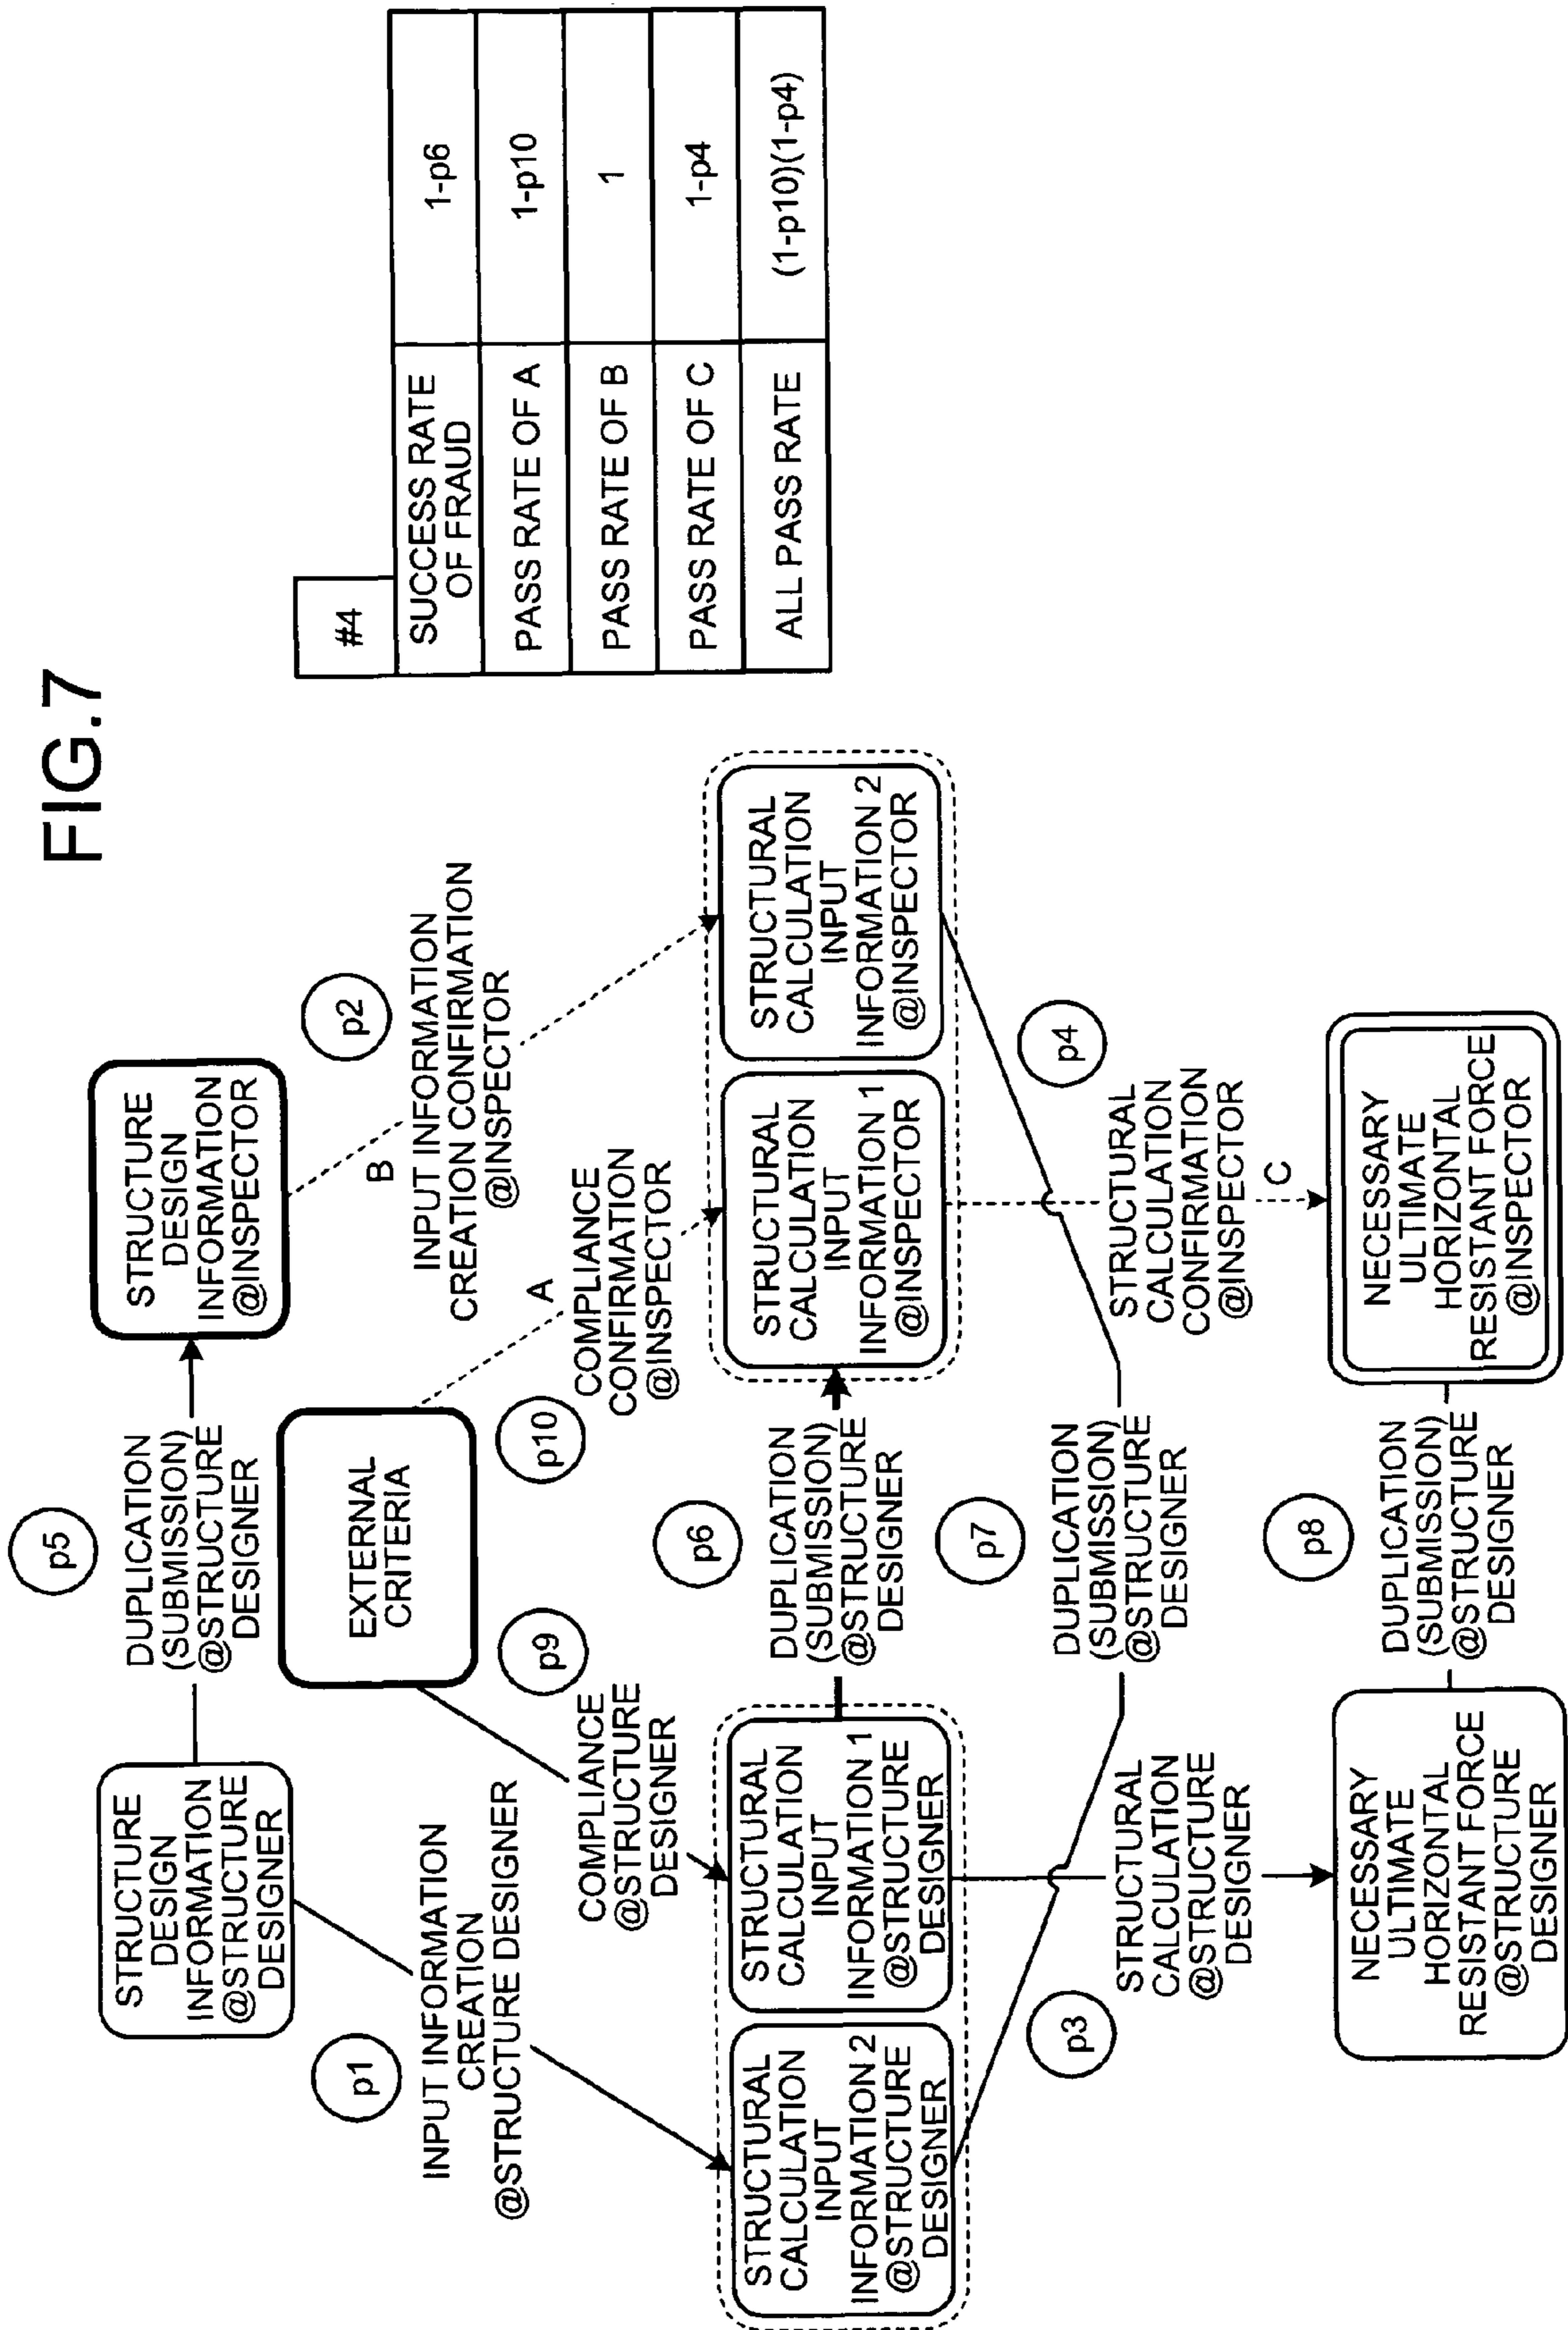 FIG.7
STRUCTURE
DESIGN
INFORMATION
@STRUCTURE
DESIGNER
p5
DUPLICATION
(SUBMISSION)
@STRUCTURE
DESIGNER
STRUCTURE
DESIGN
INFORMATION
@INSPECTOR
p1
INPUT INFORMATION
CREATION
@STRUCTURE DESIGNER
EXTERNAL
CRITERIA
p2
B
INPUT INFORMATION
CREATION CONFIRMATION
@INSPECTOR
p9
COMPLIANCE
@STRUCTURE
DESIGNER
p10
A
COMPLIANCE
CONFIRMATION
@INSPECTOR
STRUCTURAL
CALCULATION
INPUT
INFORMATION 2
@STRUCTURE
DESIGNER
STRUCTURAL
CALCULATION
INPUT
INFORMATION 1
@STRUCTURE
DESIGNER
p6
DUPLICATION
(SUBMISSION)
@STRUCTURE
DESIGNER
STRUCTURAL
CALCULATION
INPUT
INFORMATION 1
@INSPECTOR
STRUCTURAL
CALCULATION
INPUT
INFORMATION 2
@INSPECTOR
p3
STRUCTURAL
CALCULATION
@STRUCTURE
DESIGNER
p7
DUPLICATION
(SUBMISSION)
@STRUCTURE
DESIGNER
p4
STRUCTURAL
CALCULATION
CONFIRMATION
@INSPECTOR
C
NECESSARY
ULTIMATE
HORIZONTAL
RESISTANT FORCE
@STRUCTURE
DESIGNER
p8
DUPLICATION
(SUBMISSION)
@STRUCTURE
DESIGNER
NECESSARY
ULTIMATE
HORIZONTAL
RESISTANT FORCE
@INSPECTOR
#4
SUCCESS RATE
OF FRAUD
1-p6
PASS RATE OF A
1-p10
PASS RATE OF B
1
PASS RATE OF C
1-p4
ALL PASS RATE
(1-p10)(1-p4)